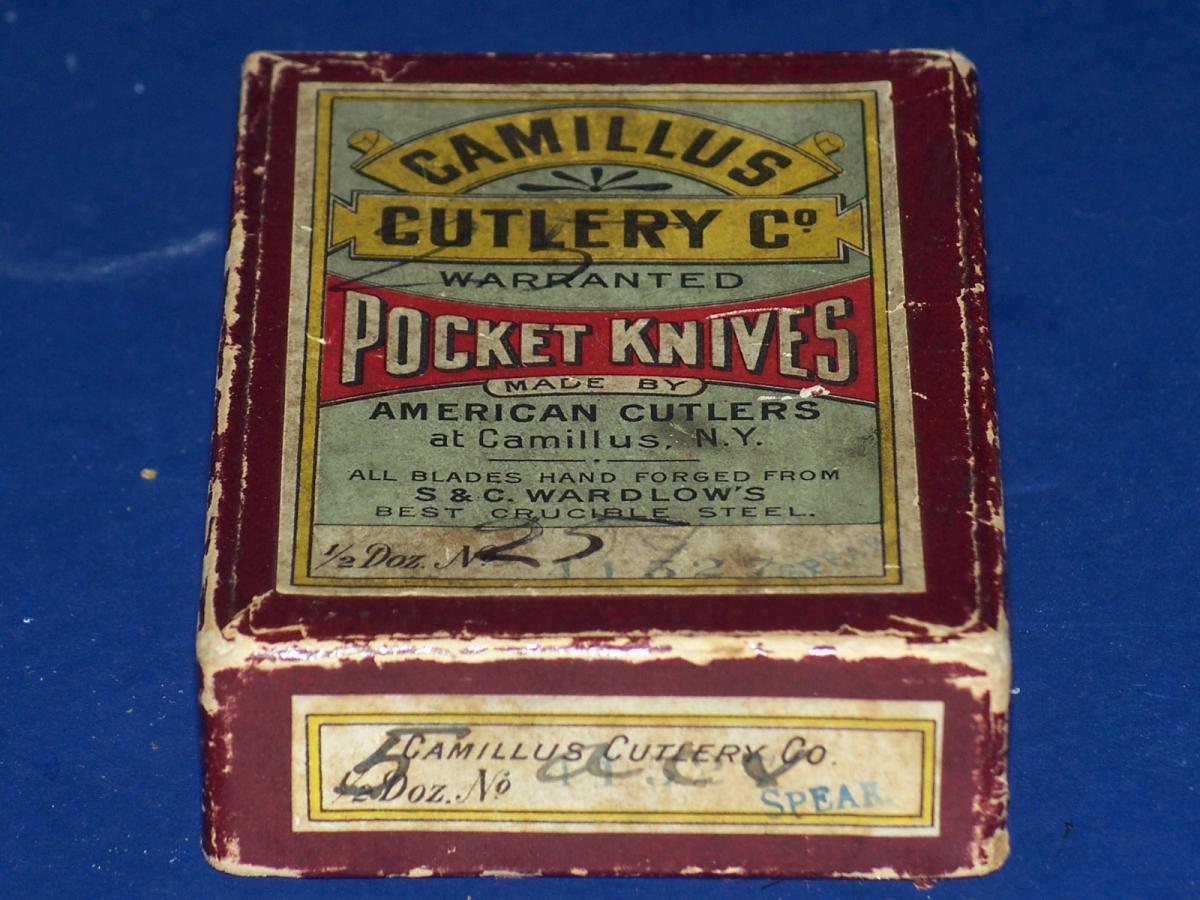 CAMILLUS
CUTLERY Cº
WARRANTED
POCKET KNIVES
MADE BY
AMERICAN CUTLERS
at Camillus, N.Y.
ALL BLADES HAND FORGED FROM
S & C. WARDLOW'S
BEST CRUCIBLE STEEL.
½ Doz. Nº 25
SPEAR
CAMILLUS CUTLERY CO.
½ Doz. Nº
SPEAR